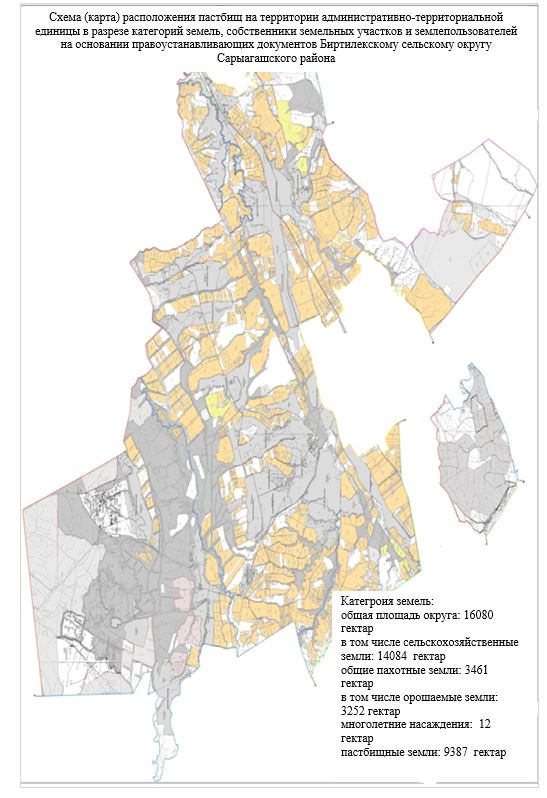 Схема (карта) расположения пастбищ на территории административно-территориальной
единицы в разрезе категорий земель, собственники земельных участков и землепользователей
на основании правоустанавливающих документов Биртилекскому сельскому округу
Сарыагашского района
Категроия земель:
общая площадь округа: 16080
гектар
в том числе сельскохозяйственные
земли: 14084 гектар
общие пахотные земли: 3461
гектар
в том числе орошаемые земли:
3252 гектар
многолетние насаждения: 12
гектар
пастбищные земли: 9387 гектар